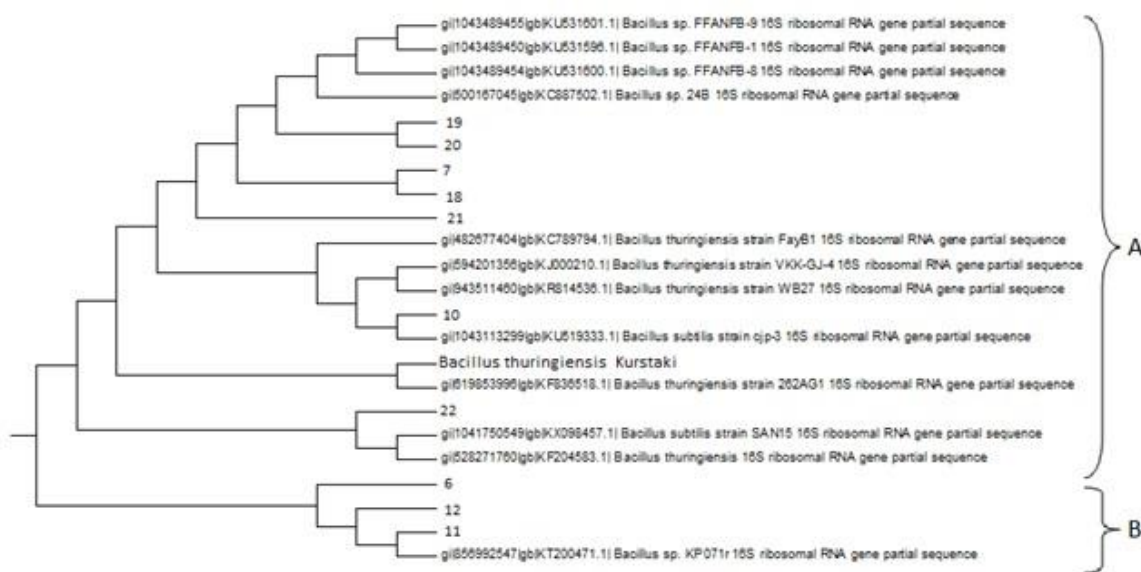 gi|1043489455|gb|KU531601.1| Bacillus sp. FFANFB-9 16S ribosomal RNA gene partial sequence
gi|1043489450|gb|KU531596.1| Bacillus sp. FFANFB-1 16S ribosomal RNA gene partial sequence
gi|1043489454|gb|KU531600.1| Bacillus sp. FFANFB-8 16S ribosomal RNA gene partial sequence
gi|500167045|gb|KC887502.1| Bacillus sp. 24B 16S ribosomal RNA gene partial sequence
19
20
7
18
21
gi|482677404|gb|KC789794.1| Bacillus thuringiensis strain FayB1 16S ribosomal RNA gene partial sequence
A
gi|594201356|gb|KJ000210.1| Bacillus thuringiensis strain VKK-GJ-4 16S ribosomal RNA gene partial sequence
gi|943511460|gb|KR814536.1| Bacillus thuringiensis strain WB27 16S ribosomal RNA gene partial sequence
10
gi|1043113299|gb|KU519333.1| Bacillus subtilis strain cjp-3 16S ribosomal RNA gene partial sequence
Bacillus thuringiensis Kurstaki
gi|619853996|gb|KF836518.1| Bacillus thuringiensis strain 262AG1 16S ribosomal RNA gene partial sequence
22
gi|1041750549|gb|KX098457.1| Bacillus subtilis strain SAN15 16S ribosomal RNA gene partial sequence
gi|528271760|gb|KF204583.1| Bacillus thuringiensis 16S ribosomal RNA gene partial sequence
6
12
11
B
gi|856992547|gb|KT200471.1| Bacillus sp. KP071r 16S ribosomal RNA gene partial sequence